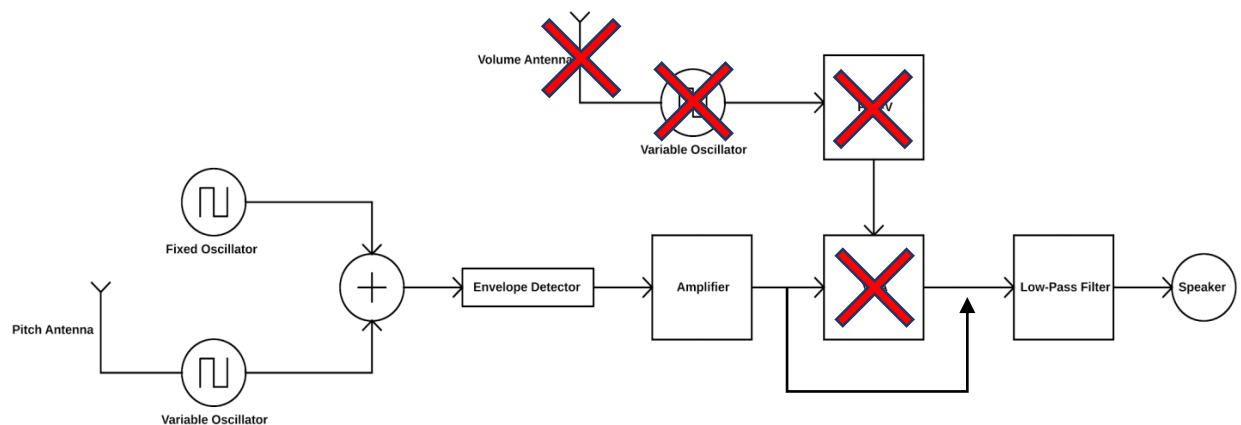 Volume Antenna
Variable Oscillator
Fixed Oscillator
Envelope Detector
Amplifier
Low-Pass Filter
Speaker
Pitch Antenna
Variable Oscillator